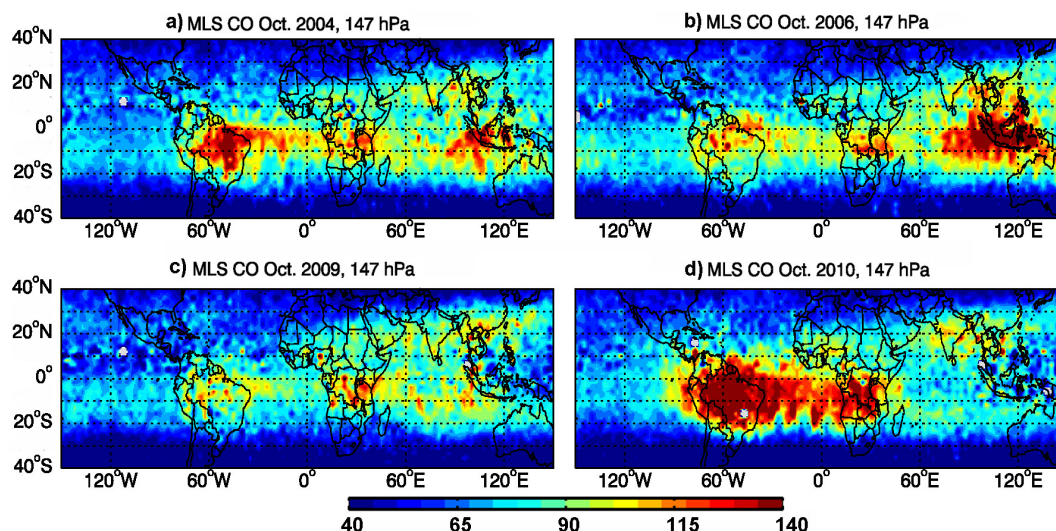 a) MLS CO Oct. 2004, 147 hPa
b) MLS CO Oct. 2006, 147 hPa
40°N
20°N
0°
20°S
40°S
120°W 60°W 0° 60°E 120°E
120°W 60°W 0° 60°E 120°E
c) MLS CO Oct. 2009, 147 hPa
d) MLS CO Oct. 2010, 147 hPa
40°N
20°N
0°
20°S
40°S
120°W 60°W 0° 60°E 120°E
120°W 60°W 0° 60°E 120°E
40 65 90 115 140